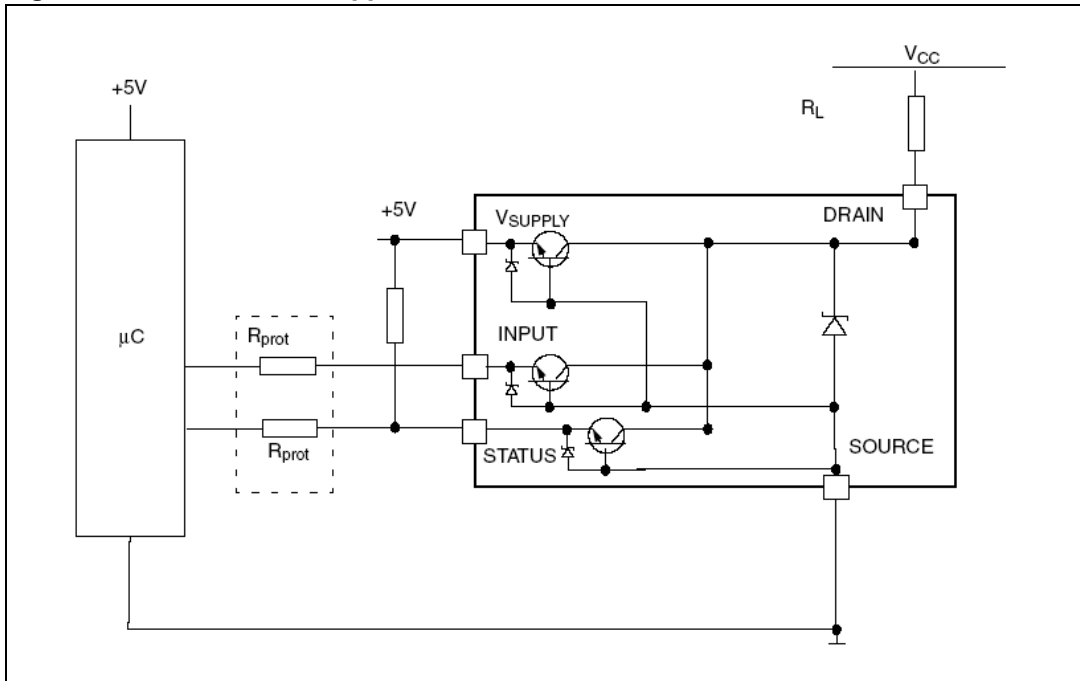 V_CC
+5V
R_L
+5V
V_SUPPLY
DRAIN
μC
R_prot
INPUT
R_prot
STATUS
SOURCE